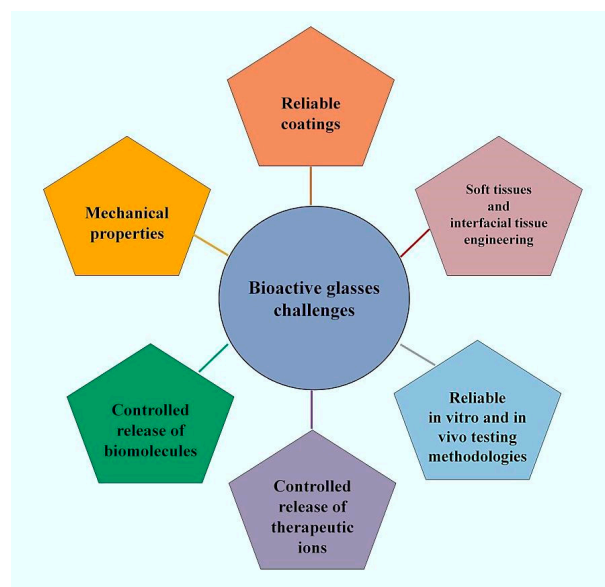 Reliable
coatings
Mechanical
properties
Soft tissues
and
interfacial tissue
engineering
Bioactive glasses
challenges
Controlled
release of
biomolecules
Reliable
in vitro and in
vivo testing
methodologies
Controlled
release of
therapeutic
ions